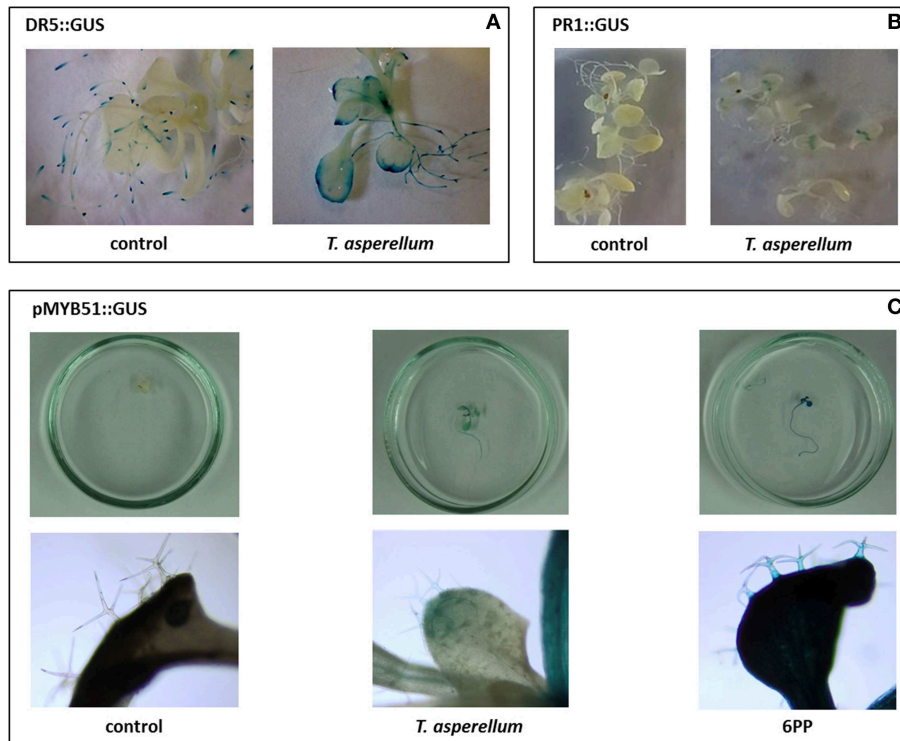 DR5::GUS
A
control
T. asperellum
PR1::GUS
B
control
T. asperellum
pMYB51::GUS
C
control
T. asperellum
6PP